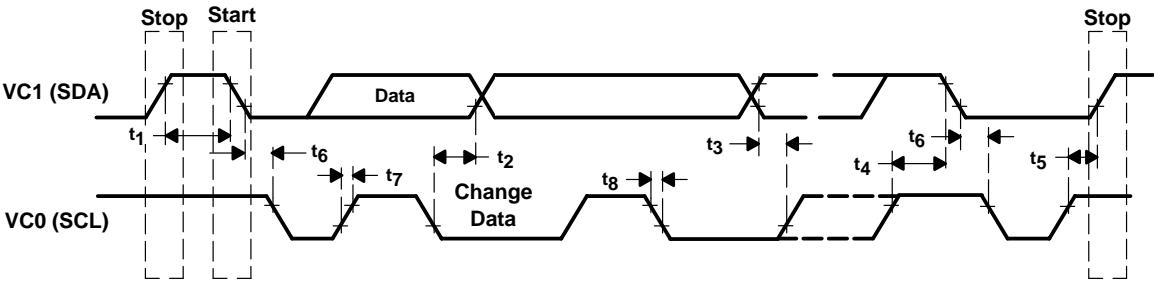 Stop
Start
Stop
VC1 (SDA)
Data
t1
t6
t7
t2
t3
t6
t4
t5
t8
Change
Data
VC0 (SCL)